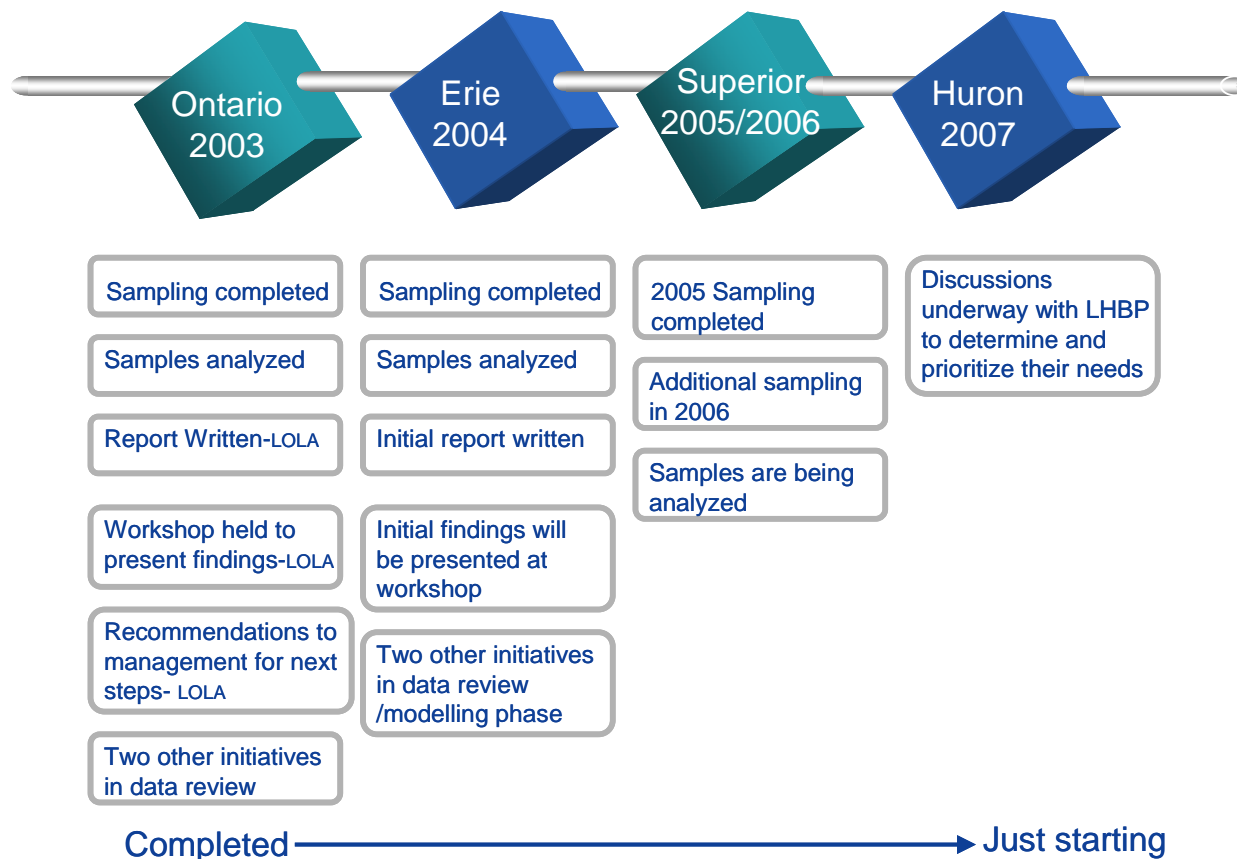 Ontario
2003
Erie
2004
Superior
2005/2006
Huron
2007
Sampling completed
Samples analyzed
Report Written-LOLA
Workshop held to
present findings-LOLA
Recommendations to
management for next
steps- LOLA
Two other initiatives
in data review
Sampling completed
Samples analyzed
Initial report written
Initial findings will
be presented at
workshop
Two other initiatives
in data review
/modelling phase
2005 Sampling
completed
Additional sampling
in 2006
Samples are being
analyzed
Discussions
underway with LHBP
to determine and
prioritize their needs
Completed
Just starting